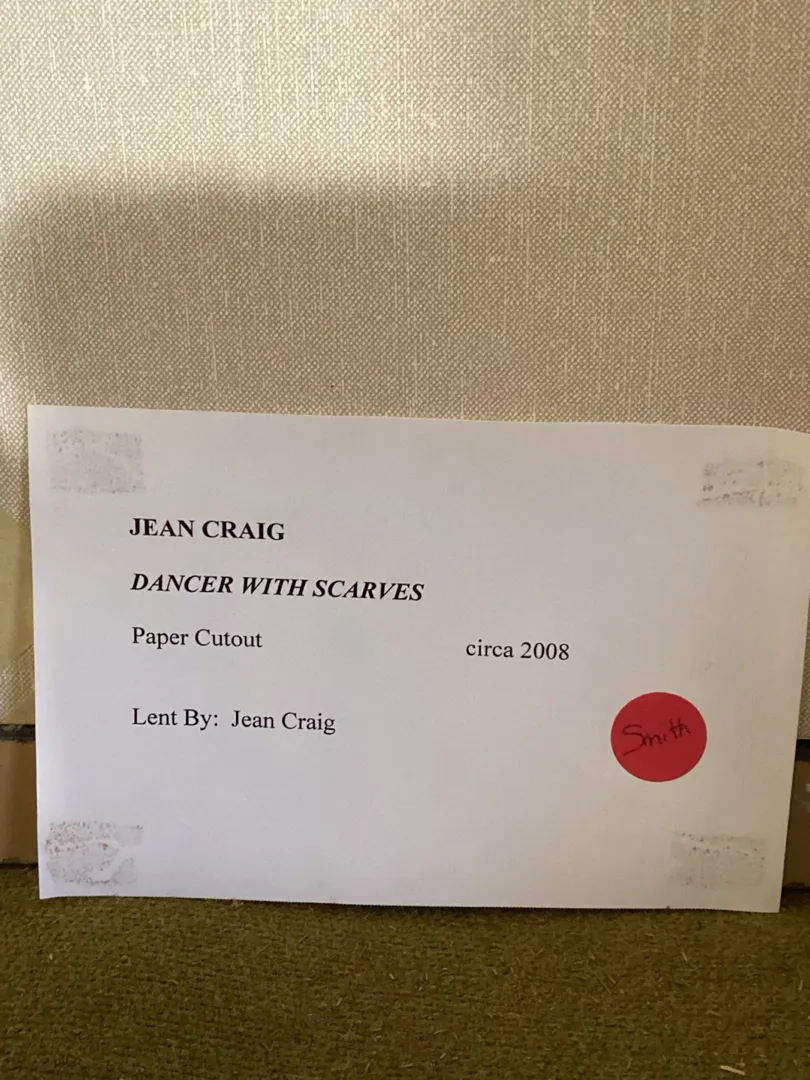 JEAN CRAIG
DANCER WITH SCARVES
Paper Cutout circa 2008
Lent By: Jean Craig
Smith